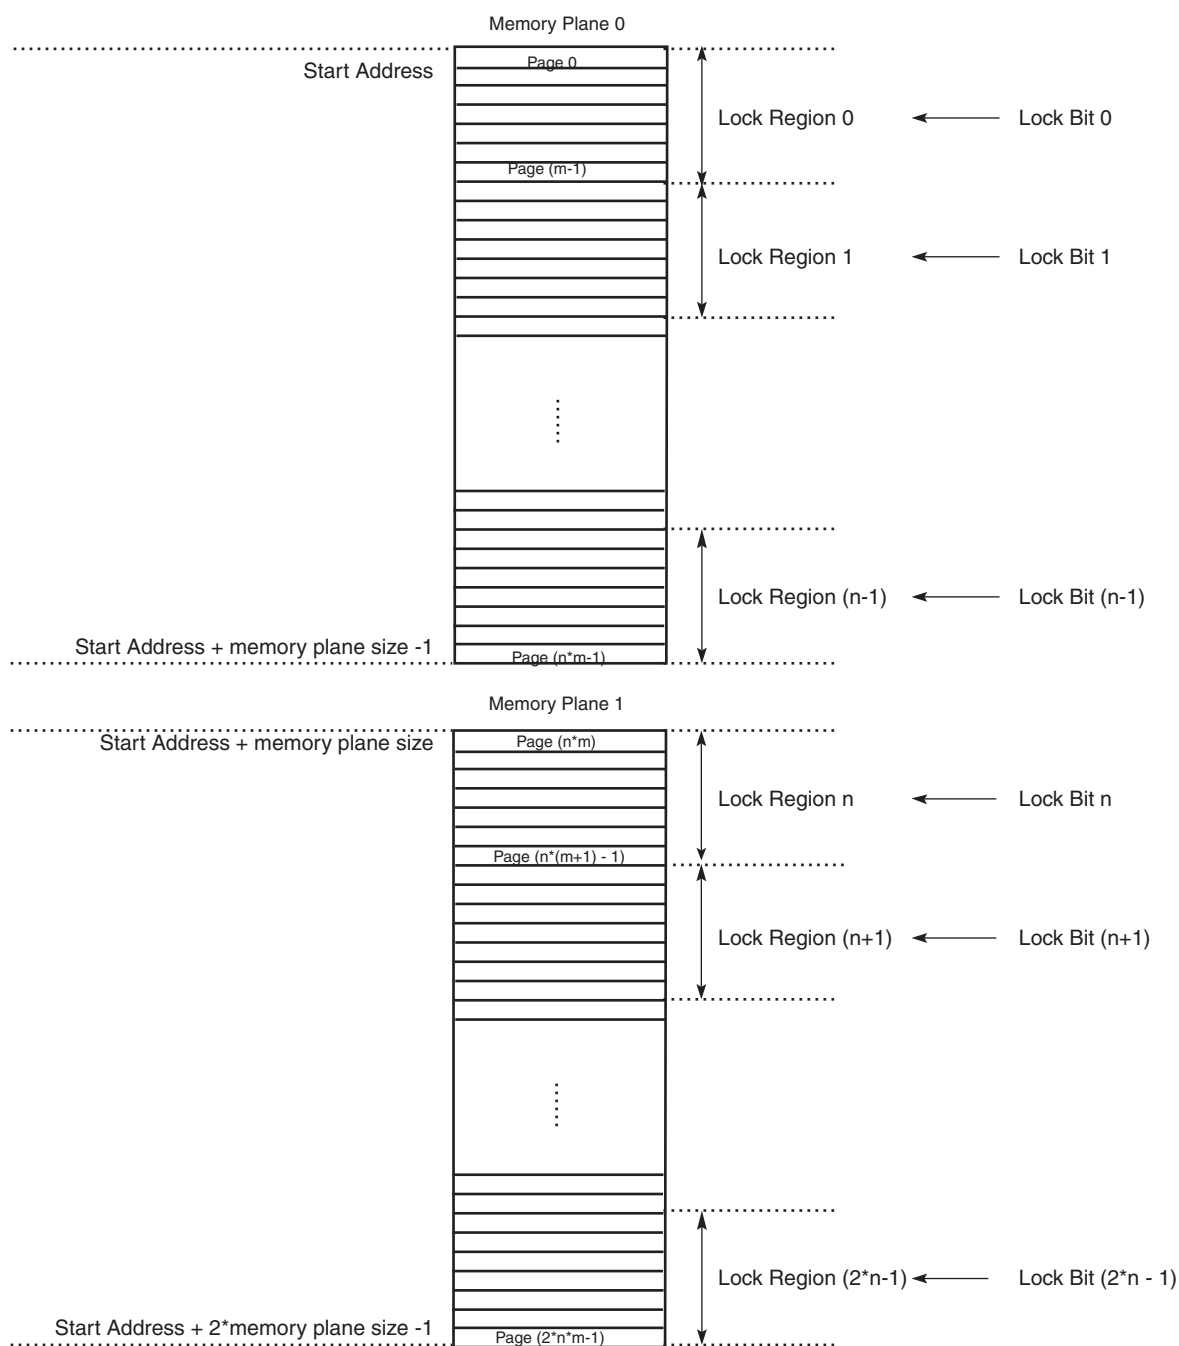 Memory Plane 0
Start Address
Page 0
Lock Region 0
Lock Bit 0
Page (m-1)
Lock Region 1
Lock Bit 1
Lock Region (n-1)
Lock Bit (n-1)
Start Address + memory plane size -1
Page (n*m-1)
Memory Plane 1
Start Address + memory plane size
Page (n*m)
Lock Region n
Lock Bit n
Page (n*(m+1) - 1)
Lock Region (n+1)
Lock Bit (n+1)
Lock Region (2*n-1)
Lock Bit (2*n - 1)
Start Address + 2*memory plane size -1
Page (2*n*m-1)